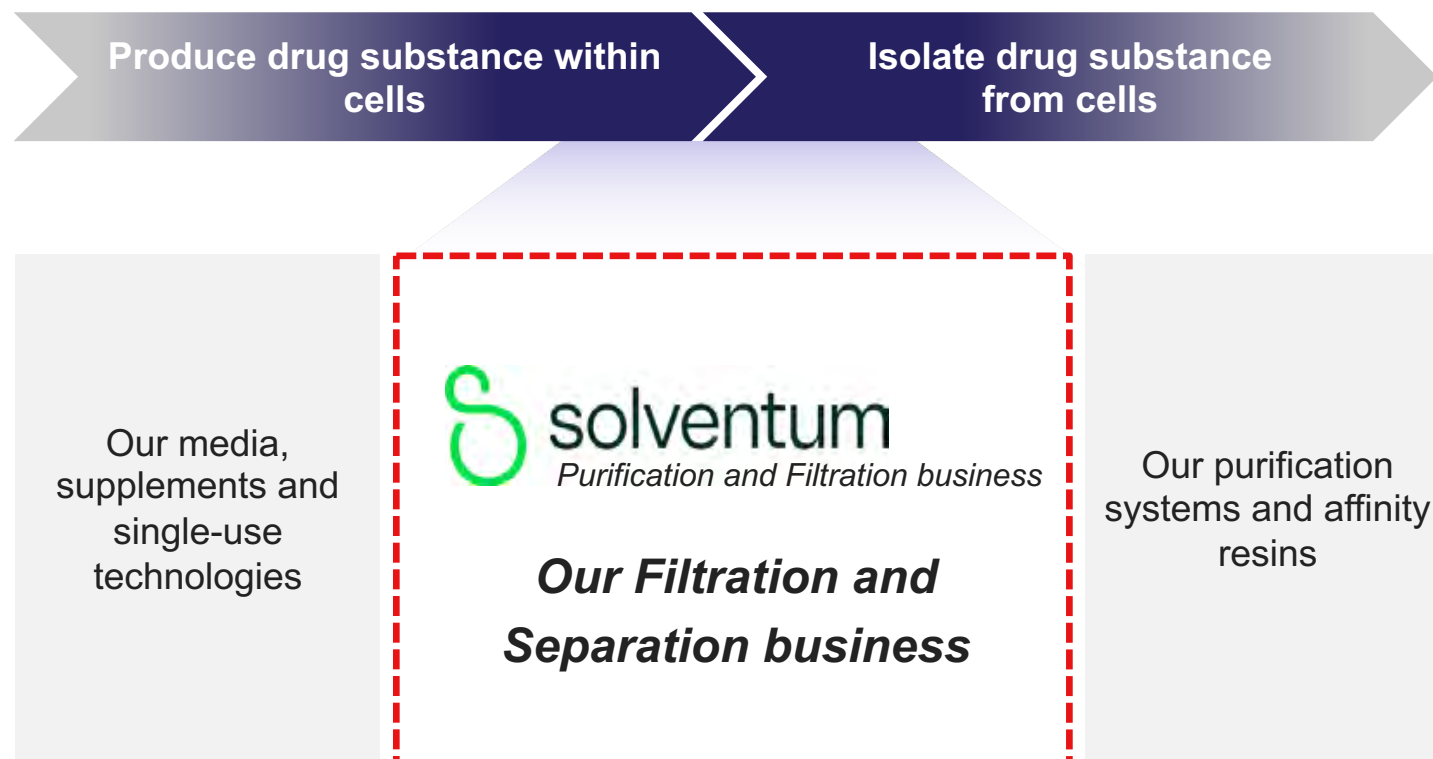 Produce drug substance within
cells
Isolate drug substance
from cells
Our media,
supplements and
single-use
technologies
solventum
Purification and Filtration business
Our Filtration and
Separation business
Our purification
systems and affinity
resins